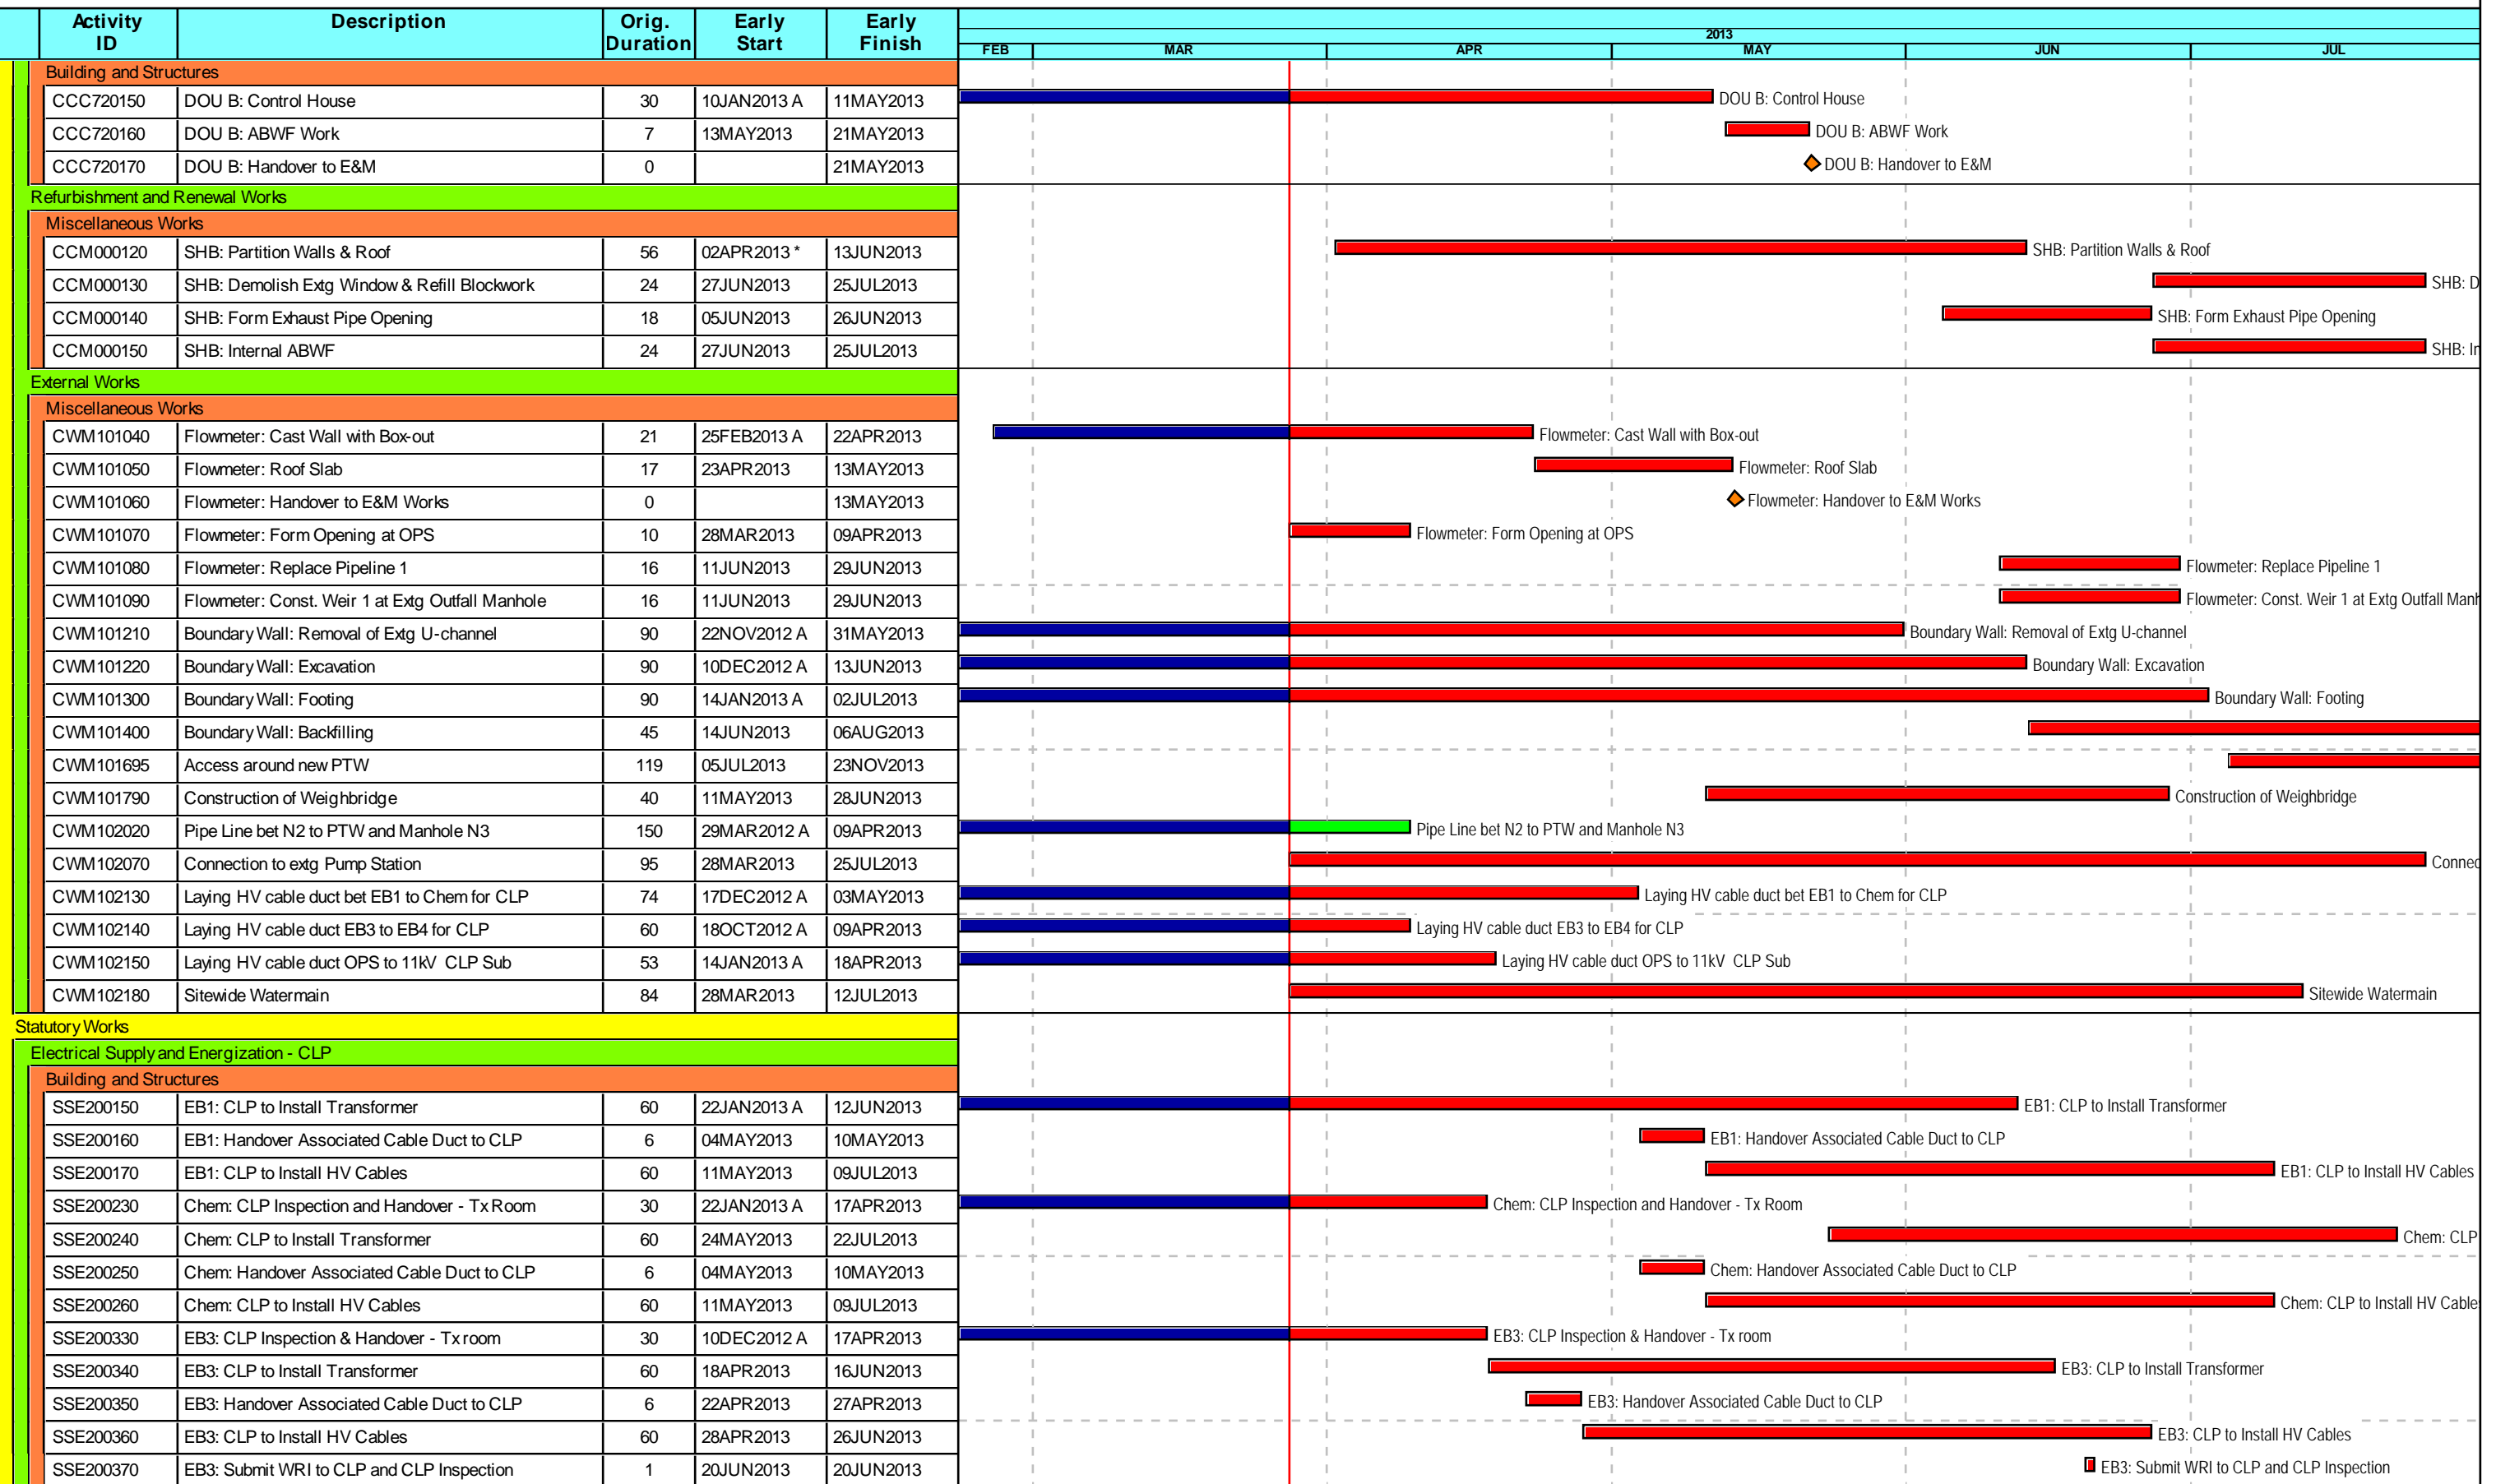 Activity ID Description Orig. Duration Early Start Early Finish
2013
FEB MAR APR MAY JUN JUL
Building and Structures
CCC720150 DOU B: Control House 30 10JAN2013 A 11MAY2013 DOU B: Control House
CCC720160 DOU B: ABWF Work 7 13MAY2013 21MAY2013 DOU B: ABWF Work
CCC720170 DOU B: Handover to E&M 0 21MAY2013 DOU B: Handover to E&M
Refurbishment and Renewal Works
Miscellaneous Works
CCM000120 SHB: Partition Walls & Roof 56 02APR2013 * 13JUN2013 SHB: Partition Walls & Roof
CCM000130 SHB: Demolish Extg Window & Refill Blockwork 24 27JUN2013 25JUL2013 SHB: D
CCM000140 SHB: Form Exhaust Pipe Opening 18 05JUN2013 26JUN2013 SHB: Form Exhaust Pipe Opening
CCM000150 SHB: Internal ABWF 24 27JUN2013 25JUL2013 SHB: In
External Works
Miscellaneous Works
CWM101040 Flowmeter: Cast Wall with Box-out 21 25FEB2013 A 22APR2013 Flowmeter: Cast Wall with Box-out
CWM101050 Flowmeter: Roof Slab 17 23APR2013 13MAY2013 Flowmeter: Roof Slab
CWM101060 Flowmeter: Handover to E&M Works 0 13MAY2013 Flowmeter: Handover to E&M Works
CWM101070 Flowmeter: Form Opening at OPS 10 28MAR2013 09APR2013 Flowmeter: Form Opening at OPS
CWM101080 Flowmeter: Replace Pipeline 1 16 11JUN2013 29JUN2013 Flowmeter: Replace Pipeline 1
CWM101090 Flowmeter: Const. Weir 1 at Extg Outfall Manhole 16 11JUN2013 29JUN2013 Flowmeter: Const. Weir 1 at Extg Outfall Manh
CWM101210 Boundary Wall: Removal of Extg U-channel 90 22NOV2012 A 31MAY2013 Boundary Wall: Removal of Extg U-channel
CWM101220 Boundary Wall: Excavation 90 10DEC2012 A 13JUN2013 Boundary Wall: Excavation
CWM101300 Boundary Wall: Footing 90 14JAN2013 A 02JUL2013 Boundary Wall: Footing
CWM101400 Boundary Wall: Backfilling 45 14JUN2013 06AUG2013
CWM101695 Access around new PTW 119 05JUL2013 23NOV2013
CWM101790 Construction of Weighbridge 40 11MAY2013 28JUN2013 Construction of Weighbridge
CWM102020 Pipe Line bet N2 to PTW and Manhole N3 150 29MAR2012 A 09APR2013 Pipe Line bet N2 to PTW and Manhole N3
CWM102070 Connection to extg Pump Station 95 28MAR2013 25JUL2013 Connec
CWM102130 Laying HV cable duct bet EB1 to Chem for CLP 74 17DEC2012 A 03MAY2013 Laying HV cable duct bet EB1 to Chem for CLP
CWM102140 Laying HV cable duct EB3 to EB4 for CLP 60 18OCT2012 A 09APR2013 Laying HV cable duct EB3 to EB4 for CLP
CWM102150 Laying HV cable duct OPS to 11kV CLP Sub 53 14JAN2013 A 18APR2013 Laying HV cable duct OPS to 11kV CLP Sub
CWM102180 Sitewide Watermain 84 28MAR2013 12JUL2013 Sitewide Watermain
Statutory Works
Electrical Supply and Energization - CLP
Building and Structures
SSE200150 EB1: CLP to Install Transformer 60 22JAN2013 A 12JUN2013 EB1: CLP to Install Transformer
SSE200160 EB1: Handover Associated Cable Duct to CLP 6 04MAY2013 10MAY2013 EB1: Handover Associated Cable Duct to CLP
SSE200170 EB1: CLP to Install HV Cables 60 11MAY2013 09JUL2013 EB1: CLP to Install HV Cables
SSE200230 Chem: CLP Inspection and Handover - Tx Room 30 22JAN2013 A 17APR2013 Chem: CLP Inspection and Handover - Tx Room
SSE200240 Chem: CLP to Install Transformer 60 24MAY2013 22JUL2013 Chem: CLP
SSE200250 Chem: Handover Associated Cable Duct to CLP 6 04MAY2013 10MAY2013 Chem: Handover Associated Cable Duct to CLP
SSE200260 Chem: CLP to Install HV Cables 60 11MAY2013 09JUL2013 Chem: CLP to Install HV Cables
SSE200330 EB3: CLP Inspection & Handover - Tx room 30 10DEC2012 A 17APR2013 EB3: CLP Inspection & Handover - Tx room
SSE200340 EB3: CLP to Install Transformer 60 18APR2013 16JUN2013 EB3: CLP to Install Transformer
SSE200350 EB3: Handover Associated Cable Duct to CLP 6 22APR2013 27APR2013 EB3: Handover Associated Cable Duct to CLP
SSE200360 EB3: CLP to Install HV Cables 60 28APR2013 26JUN2013 EB3: CLP to Install HV Cables
SSE200370 EB3: Submit WRI to CLP and CLP Inspection 1 20JUN2013 20JUN2013 EB3: Submit WRI to CLP and CLP Inspection